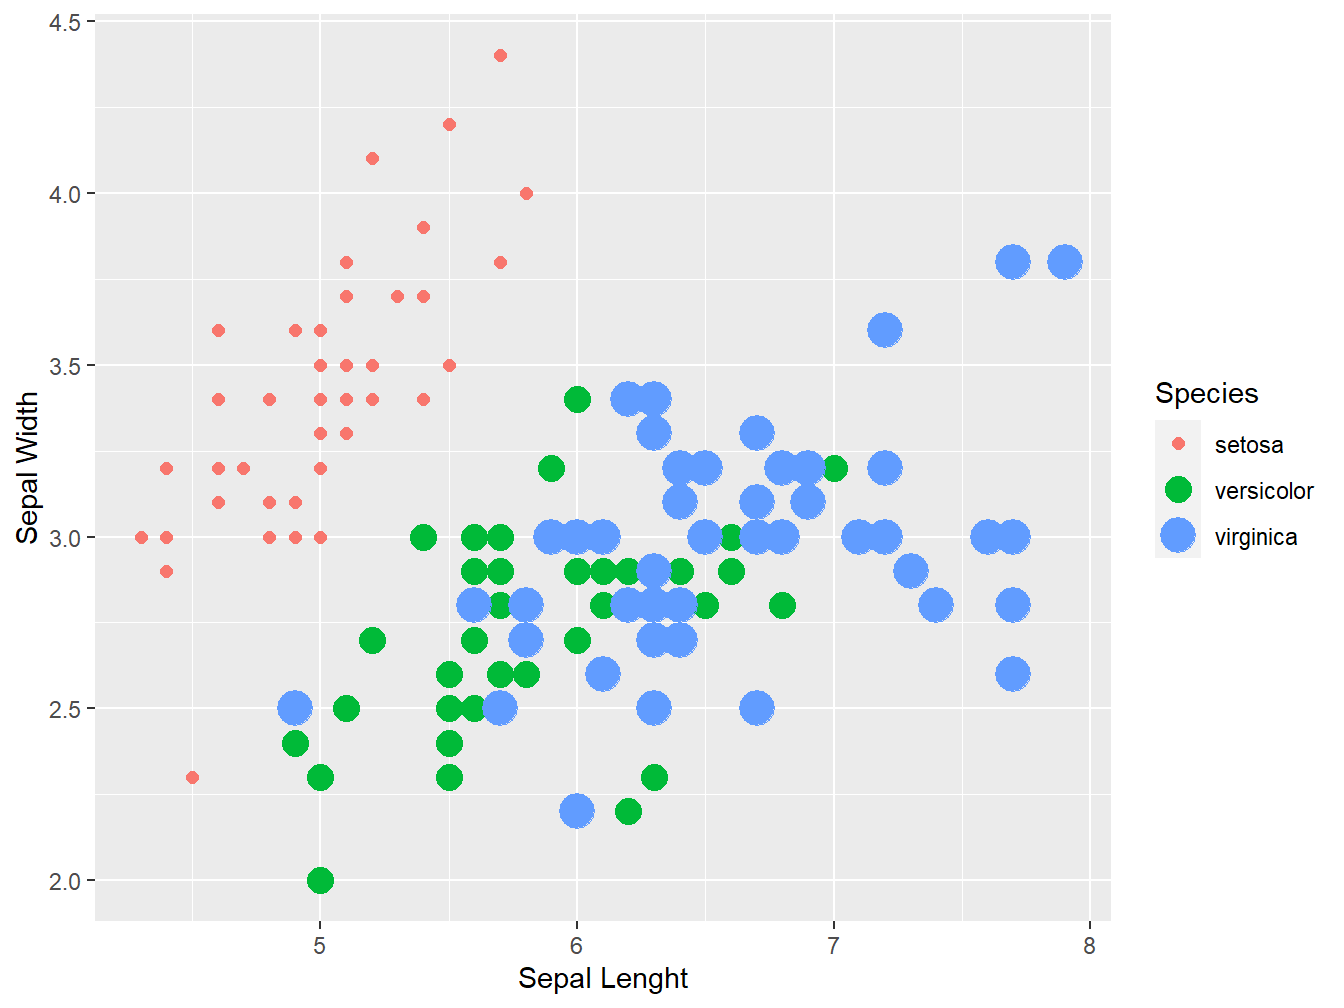 4.5
4.0
3.5
3.0
2.5
2.0
Sepal Width
5 6 7 8
Sepal Lenght
Species
setosa
versicolor
virginica